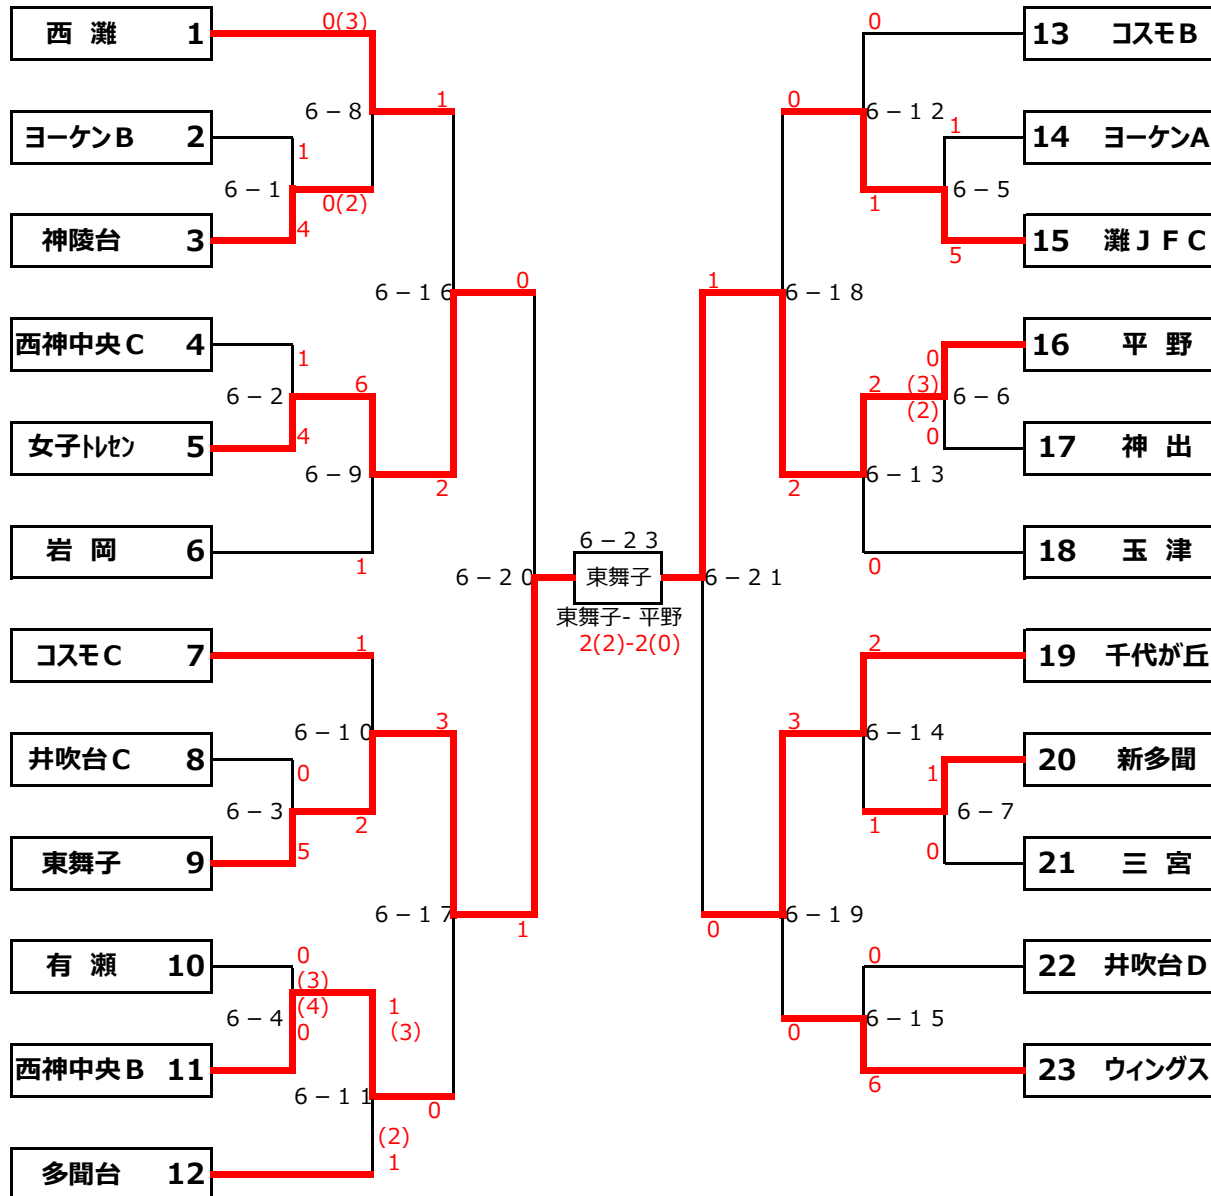 西 灘 1
0(3)
6－8
1
ヨーケンB 2
1
6－1
0(2)
神陵台 3
4
6－16
0
西神中央C 4
1
6－2
6
女子トレセン 5
4
6－9
2
岩 岡 6
1
6－20
コスモC 7
1
6－10
3
井吹台C 8
0
6－3
2
東舞子 9
5
6－17
1
有 瀬 10
0
(3)
(4)
0
6－4
1
(3)
西神中央B 11
6－11
0
(2)
1
多聞台 12
6－23
東舞子
東舞子- 平野
2(2)-2(0)
0
13 コスモB
0
6－12
1
14 ヨーケンA
6－5
1
5
15 灘JFC
1
6－18
0
16 平 野
2
(3)
(2)
6－6
0
17 神 出
2
6－13
0
18 玉 津
6－21
2
19 千代が丘
3
6－14
1
20 新多聞
1
6－7
0
21 三 宮
0
6－19
0
22 井吹台D
0
6－15
6
23 ウィングス